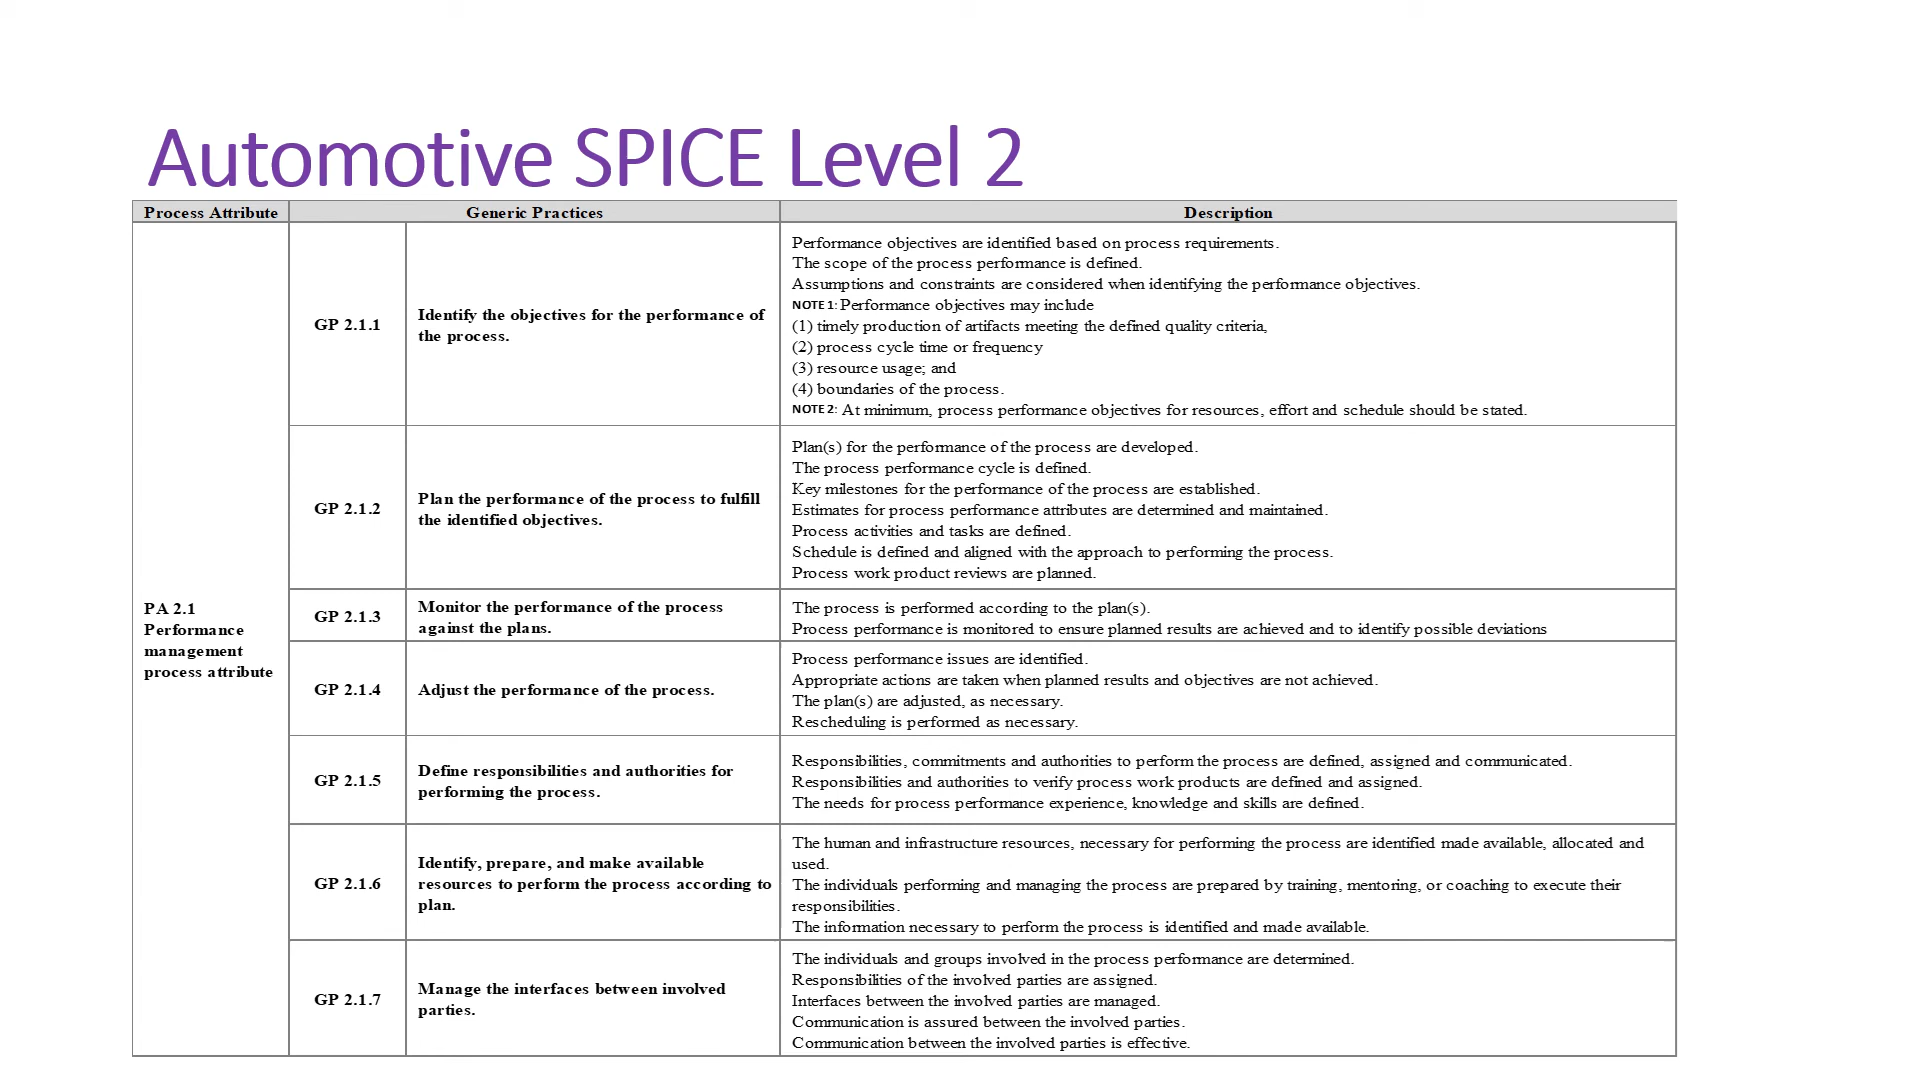 Automotive SPICE Level 2
Process Attribute
Generic Practices
Description
PA 2.1
Performance
management
process attribute
GP 2.1.1
Identify the objectives for the performance of
the process.
Performance objectives are identified based on process requirements.
The scope of the process performance is defined.
Assumptions and constraints are considered when identifying the performance objectives.
NOTE 1: Performance objectives may include
(1) timely production of artifacts meeting the defined quality criteria,
(2) process cycle time or frequency
(3) resource usage; and
(4) boundaries of the process.
NOTE 2: At minimum, process performance objectives for resources, effort and schedule should be stated.
GP 2.1.2
Plan the performance of the process to fulfill
the identified objectives.
Plan(s) for the performance of the process are developed.
The process performance cycle is defined.
Key milestones for the performance of the process are established.
Estimates for process performance attributes are determined and maintained.
Process activities and tasks are defined.
Schedule is defined and aligned with the approach to performing the process.
Process work product reviews are planned.
GP 2.1.3
Monitor the performance of the process
against the plans.
The process is performed according to the plan(s).
Process performance is monitored to ensure planned results are achieved and to identify possible deviations
GP 2.1.4
Adjust the performance of the process.
Process performance issues are identified.
Appropriate actions are taken when planned results and objectives are not achieved.
The plan(s) are adjusted, as necessary.
Rescheduling is performed as necessary.
GP 2.1.5
Define responsibilities and authorities for
performing the process.
Responsibilities, commitments and authorities to perform the process are defined, assigned and communicated.
Responsibilities and authorities to verify process work products are defined and assigned.
The needs for process performance experience, knowledge and skills are defined.
GP 2.1.6
Identify, prepare, and make available
resources to perform the process according to
plan.
The human and infrastructure resources, necessary for performing the process are identified made available, allocated and
used.
The individuals performing and managing the process are prepared by training, mentoring, or coaching to execute their
responsibilities.
The information necessary to perform the process is identified and made available.
GP 2.1.7
Manage the interfaces between involved
parties.
The individuals and groups involved in the process performance are determined.
Responsibilities of the involved parties are assigned.
Interfaces between the involved parties are managed.
Communication is assured between the involved parties.
Communication between the involved parties is effective.